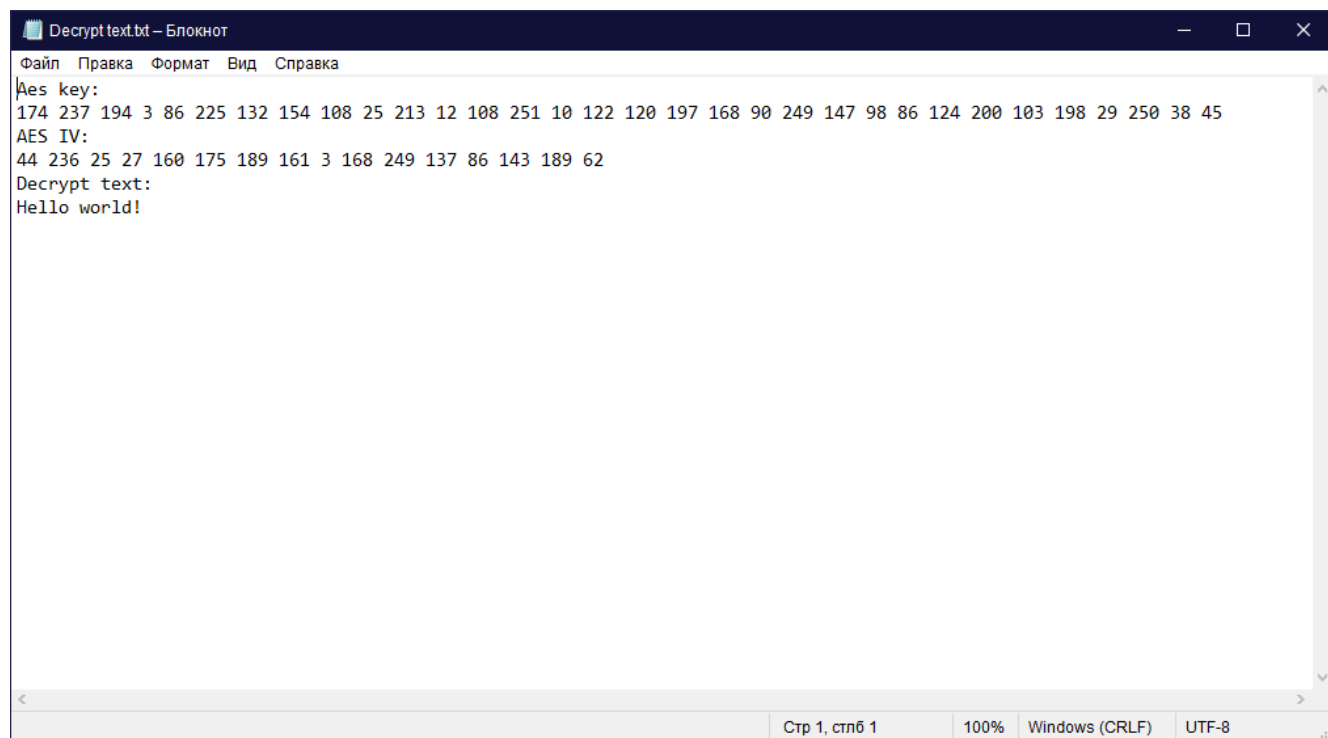 Decrypt text.txt – Блокнот
Файл Правка Формат Вид Справка
Aes key:
174 237 194 3 86 225 132 154 108 25 213 12 108 251 10 122 120 197 168 90 249 147 98 86 124 200 103 198 29 250 38 45
AES IV:
44 236 25 27 160 175 189 161 3 168 249 137 86 143 189 62
Decrypt text:
Hello world!
Стр 1, стлб 1 100% Windows (CRLF) UTF-8